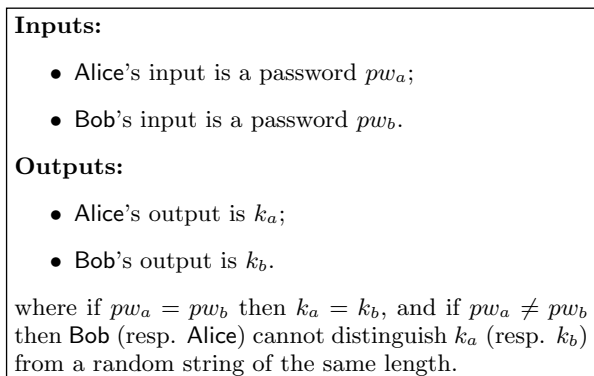 Inputs:
• Alice's input is a password pw_a;
• Bob's input is a password pw_b.
Outputs:
• Alice's output is k_a;
• Bob's output is k_b.
where if pw_a = pw_b then k_a = k_b, and if pw_a ≠ pw_b
then Bob (resp. Alice) cannot distinguish k_a (resp. k_b)
from a random string of the same length.